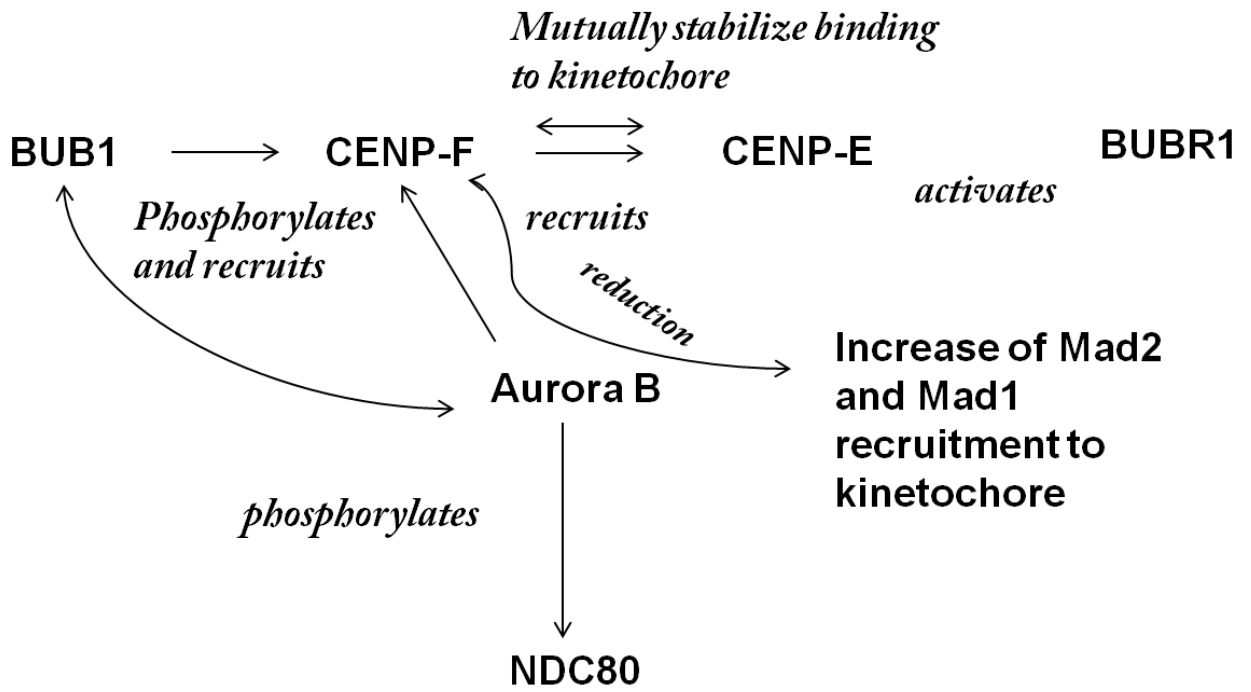 Mutually stabilize binding
to kinetochore
BUB1
CENP-F
CENP-E
BUBR1
activates
Phosphorylates
and recruits
recruits
reduction
Increase of Mad2
and Mad1
recruitment to
kinetochore
Aurora B
phosphorylates
NDC80